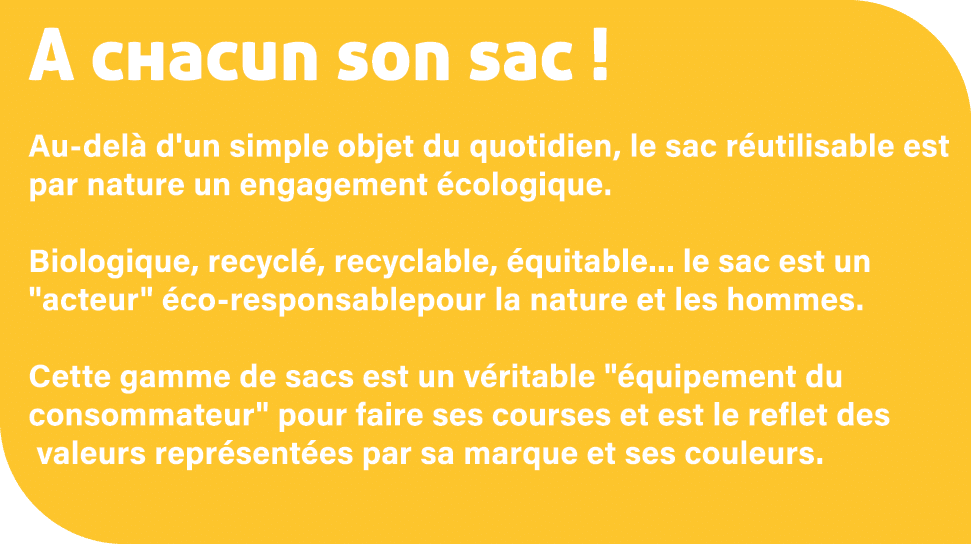 A chacun son sac !
Au-delà d'un simple objet du quotidien, le sac réutilisable est
par nature un engagement écologique.
Biologique, recyclé, recyclable, équitable... le sac est un
"acteur" éco-responsablepour la nature et les hommes.
Cette gamme de sacs est un véritable "équipement du
consommateur" pour faire ses courses et est le reflet des
valeurs représentées par sa marque et ses couleurs.